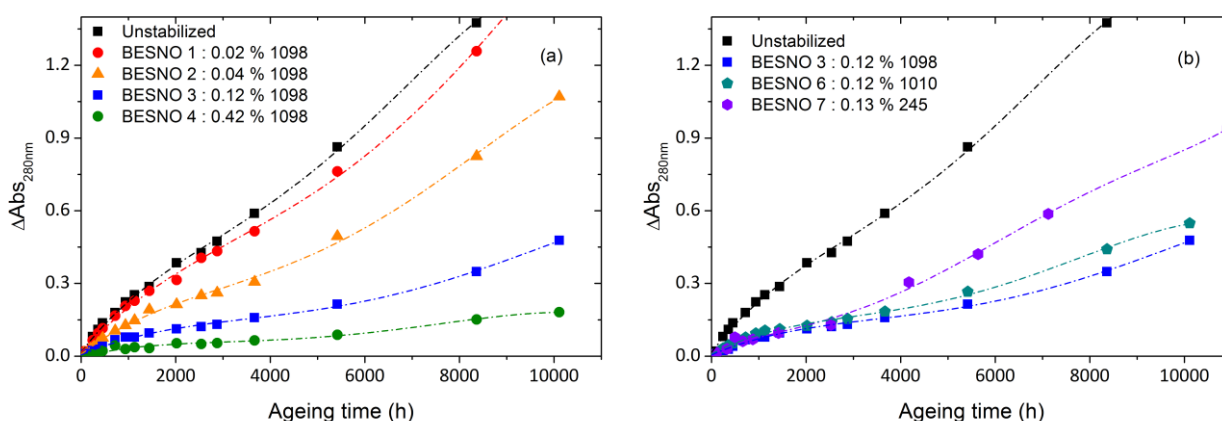 Unstabilized
BESNO 1 : 0.02 % 1098
BESNO 2 : 0.04 % 1098
BESNO 3 : 0.12 % 1098
BESNO 4 : 0.42 % 1098
(a)
ΔAbs280nm
1.2
0.9
0.6
0.3
0.0
0 2000 4000 6000 8000 10000
Ageing time (h)
Unstabilized
BESNO 3 : 0.12 % 1098
BESNO 6 : 0.12 % 1010
BESNO 7 : 0.13 % 245
(b)
ΔAbs280nm
1.2
0.9
0.6
0.3
0.0
0 2000 4000 6000 8000 10000
Ageing time (h)